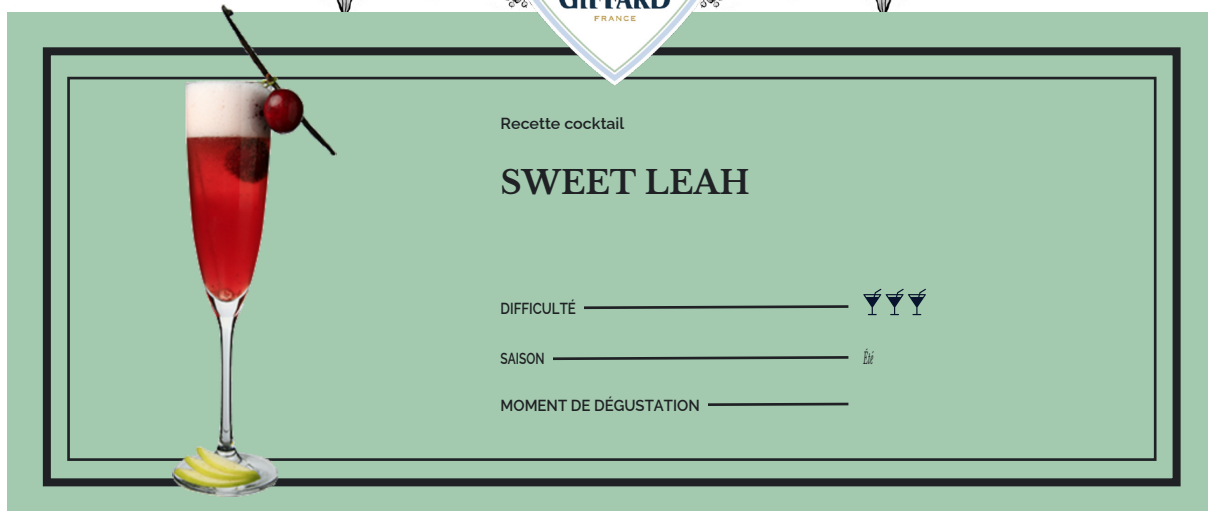 GIFFARD
FRANCE
Recette cocktail
SWEET LEAH
DIFFICULTÉ
SAISON Été
MOMENT DE DÉGUSTATION